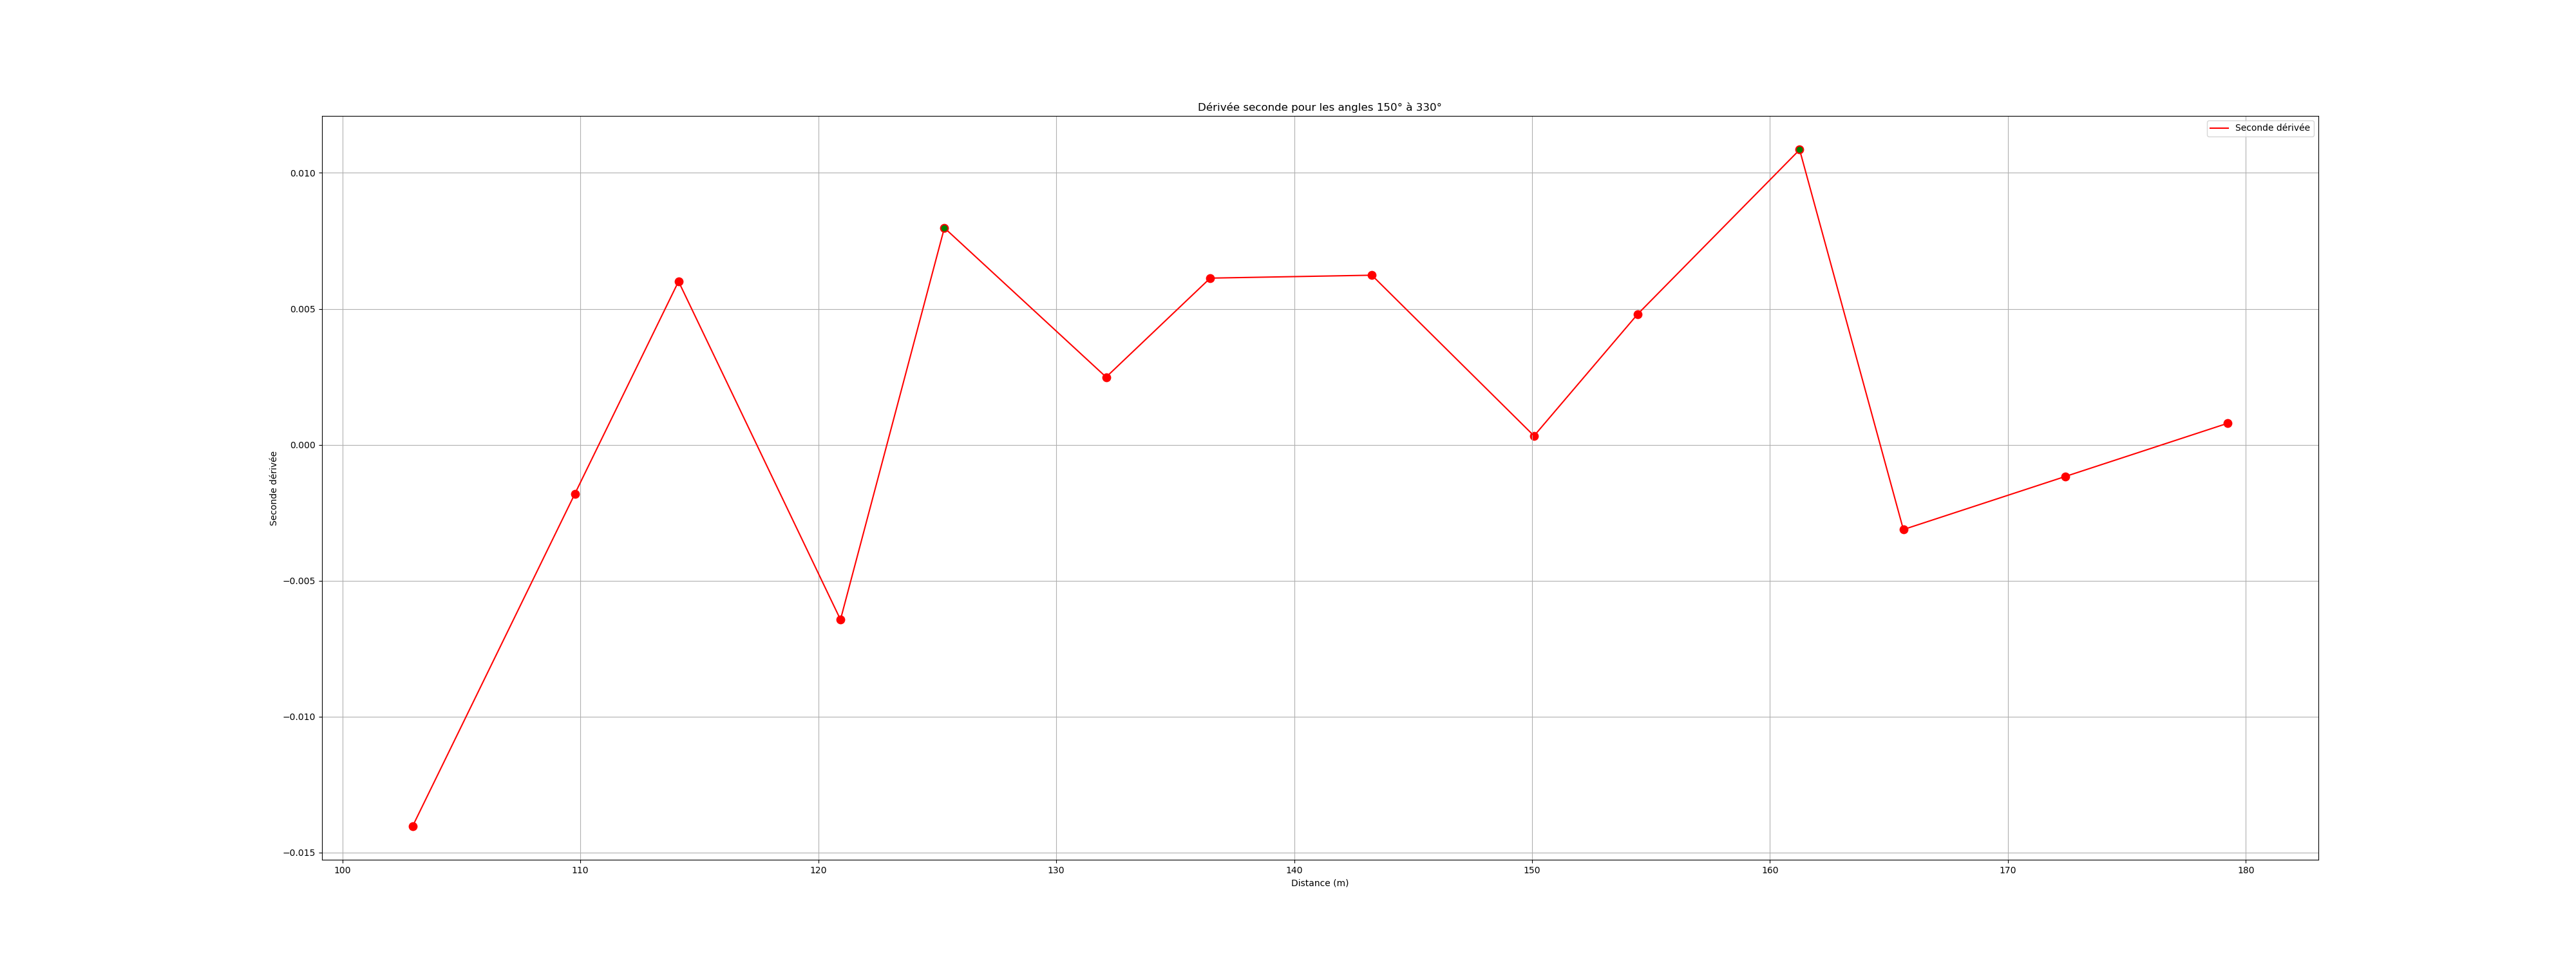 Dérivée seconde pour les angles 150° à 330°
Seconde dérivée
0.010
0.005
0.000
−0.005
−0.010
−0.015
Seconde dérivée
100 110 120 130 140 150 160 170 180
Distance (m)